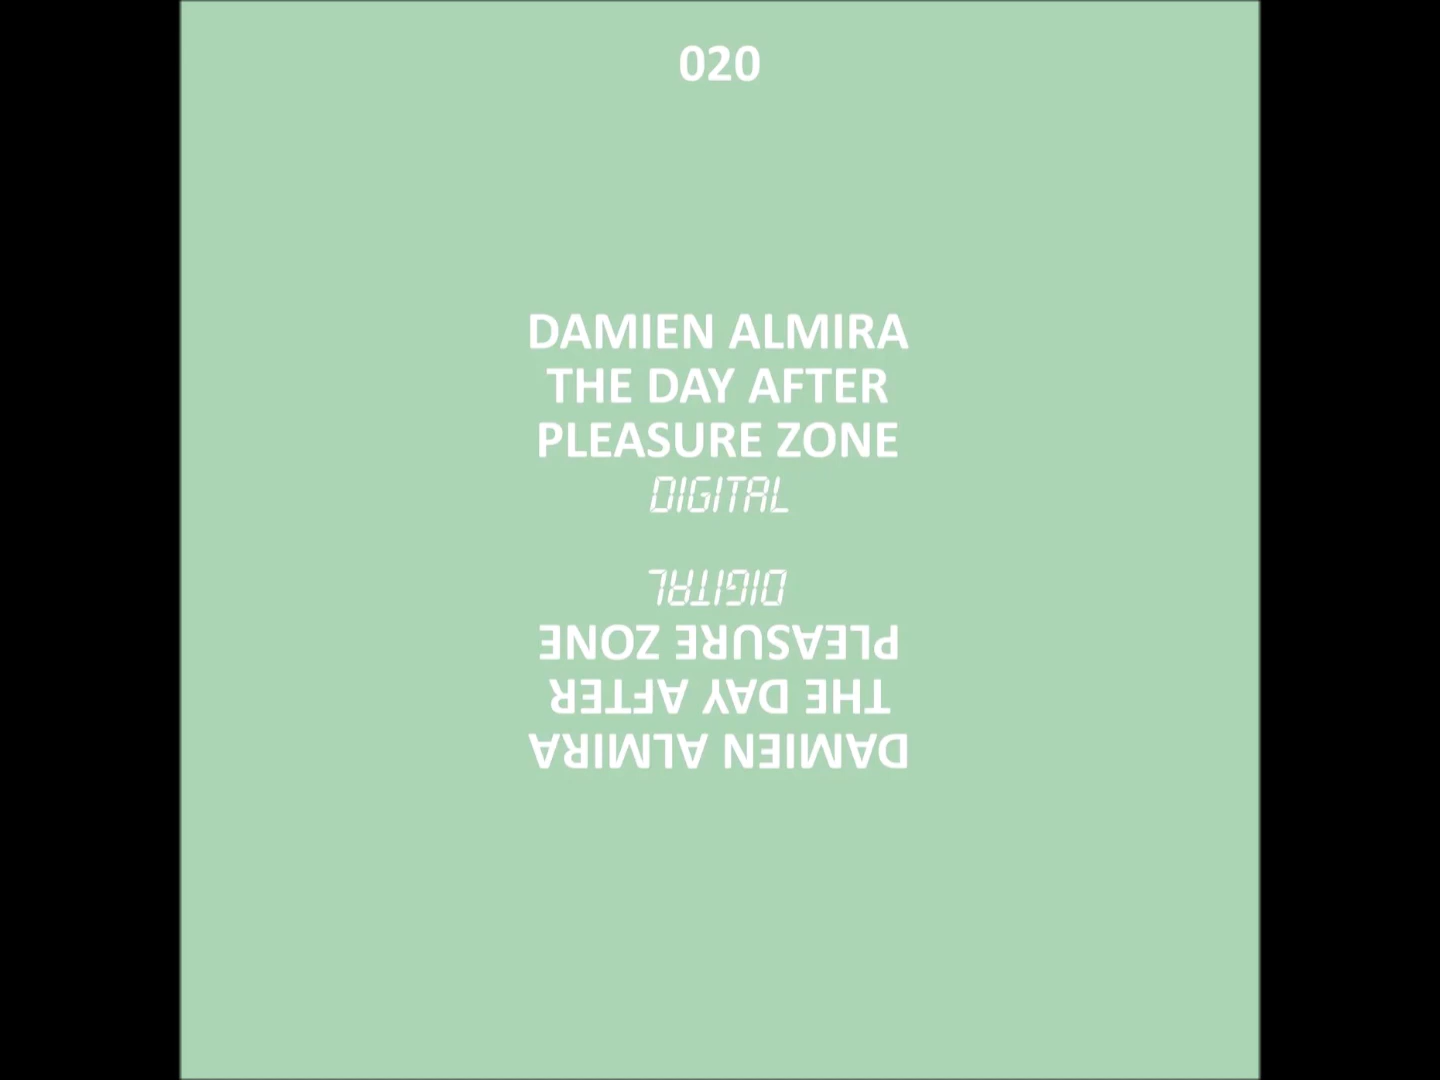 020
DAMIEN ALMIRA
THE DAY AFTER
PLEASURE ZONE
DIGITAL
DIGITAL
PLEASURE ZONE
THE DAY AFTER
DAMIEN ALMIRA